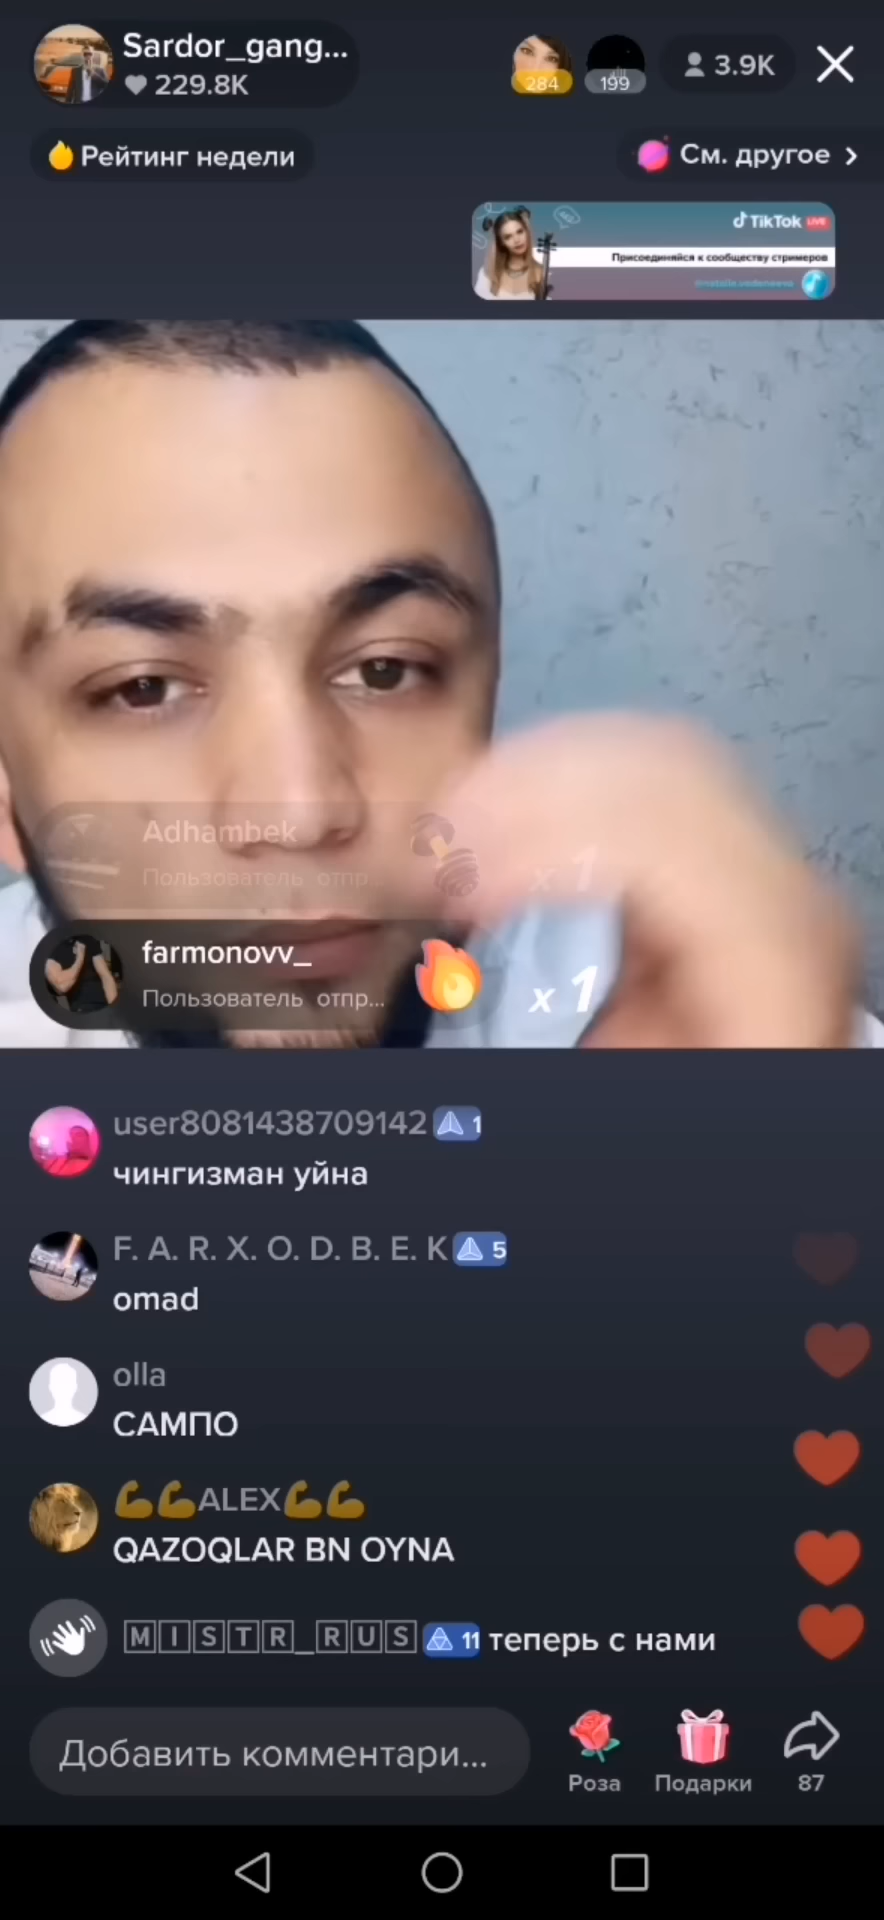 Sardor_gang...
229.8K
284
199
3.9K
Рейтинг недели
См. другое
TikTok LIVE
Присоединяйся к сообществу стримеров
Adhambek
Пользователь отпр...
x 1
farmonovv_
Пользователь отпр...
x 1
user8081438709142 1
чингизман уйна
F. A. R. X. O. D. B. E. K 5
omad
olla
САМПО
💪💪ALEX💪💪
QAZOQLAR BN OYNA
MISTR_RUS 11 теперь с нами
Добавить комментари...
Роза
Подарки
87